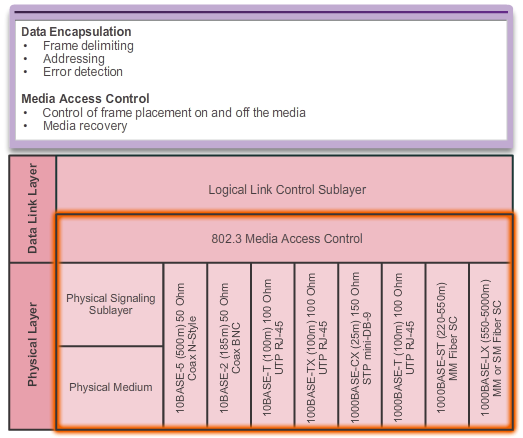 Data Encapsulation
• Frame delimiting
• Addressing
• Error detection
Media Access Control
• Control of frame placement on and off the media
• Media recovery
Data Link Layer
Logical Link Control Sublayer
802.3 Media Access Control
Physical Layer
Physical Signaling
Sublayer
Physical Medium
10BASE-5 (500m) 50 Ohm
Coax N-Style
10BASE-2 (185m) 50 Ohm
Coax BNC
10BASE-T (100m) 100 Ohm
UTP RJ-45
100BASE-TX (100m) 100 Ohm
UTP RJ-45
1000BASE-CX (25m) 150 Ohm
STP mini-DB-9
1000BASE-T (100m) 100 Ohm
UTP RJ-45
1000BASE-ST (220-550m)
MM Fiber SC
1000BASE-LX (550-5000m)
MM or SM Fiber SC